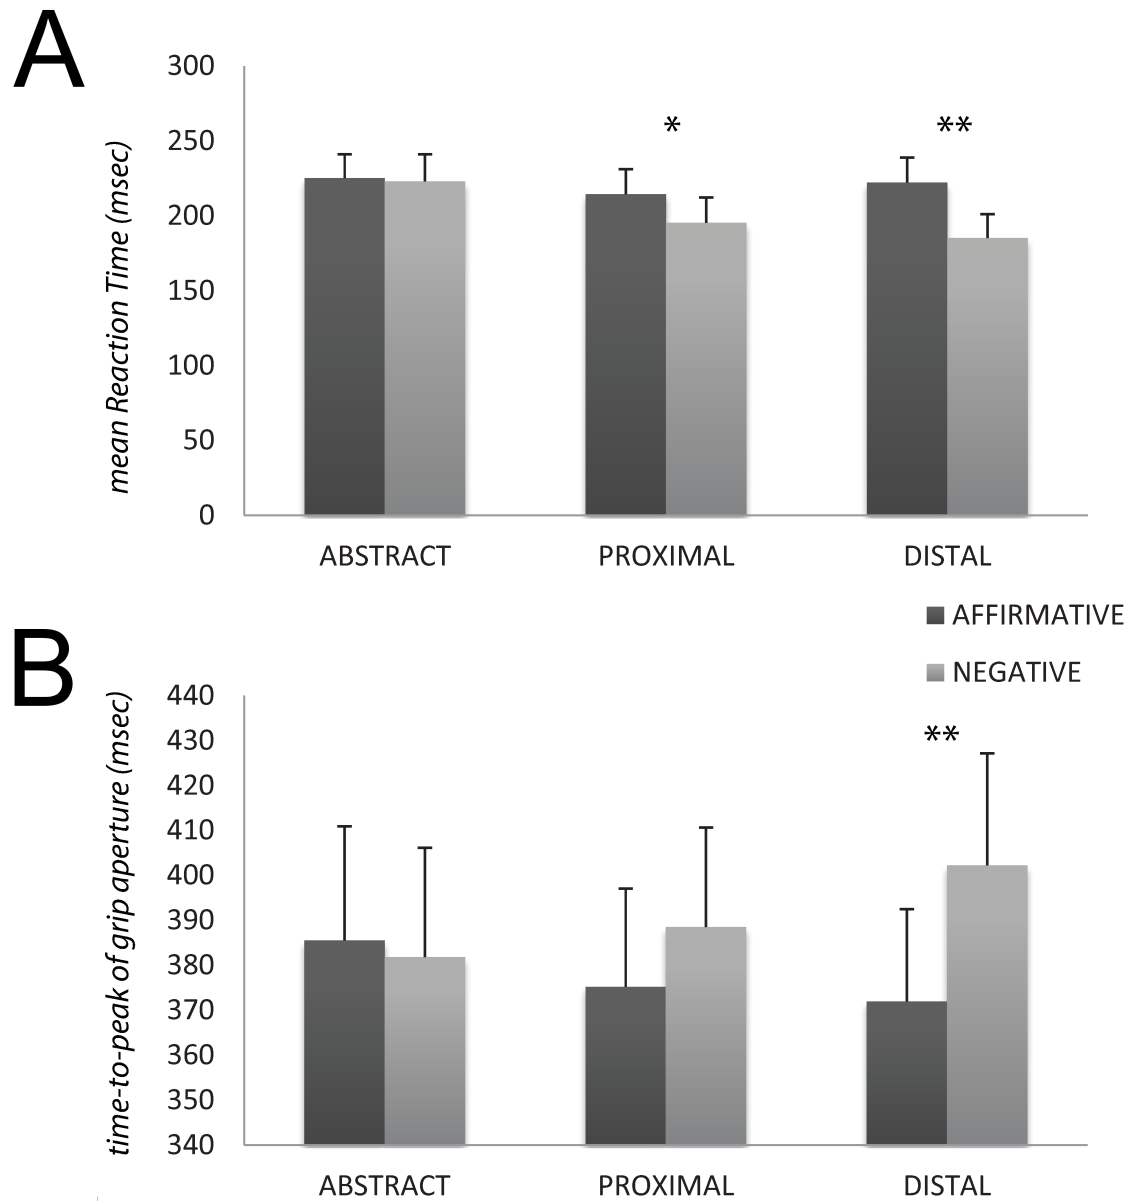 A
mean Reaction Time (msec)
300
250
200
150
100
50
0
*
**
ABSTRACT PROXIMAL DISTAL
AFFIRMATIVE
NEGATIVE
B
time-to-peak of grip aperture (msec)
440
430
420
410
400
390
380
370
360
350
340
**
ABSTRACT PROXIMAL DISTAL